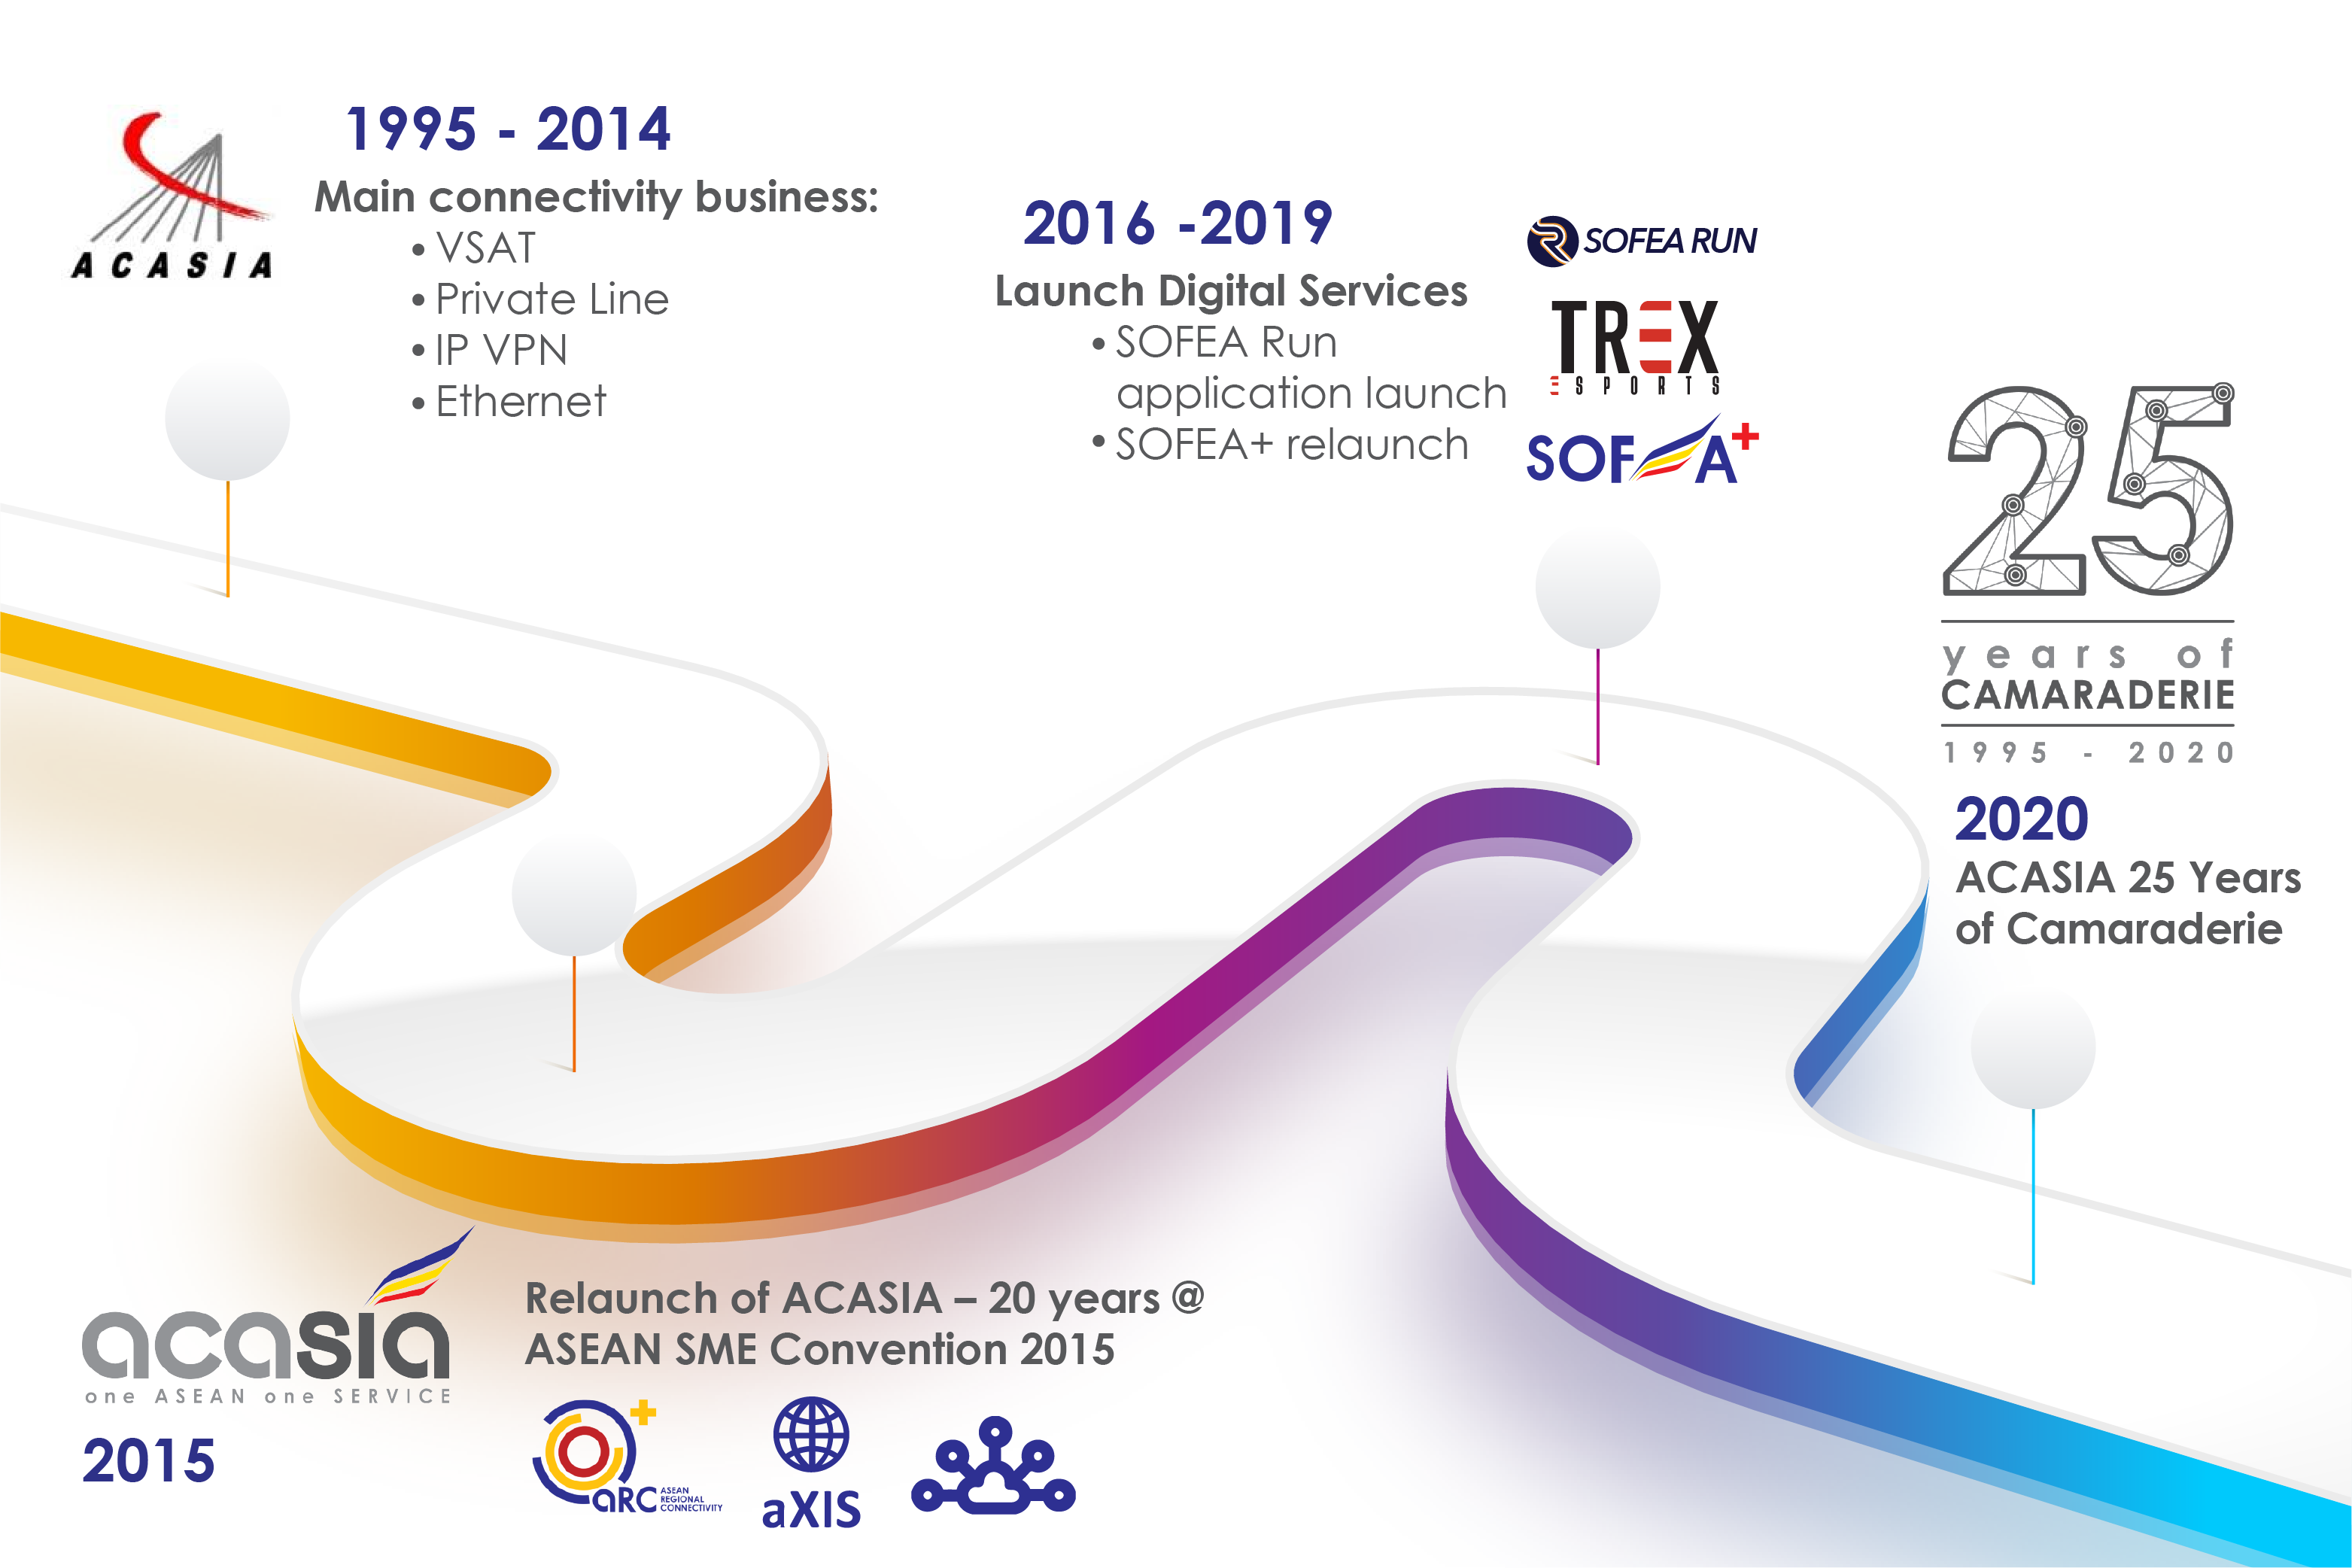 ACASIA
1995 - 2014
Main connectivity business:
• VSAT
• Private Line
• IP VPN
• Ethernet
2016 -2019
Launch Digital Services
• SOFEA Run
application launch
• SOFEA+ relaunch
SOFEA RUN
TREX
ESPORTS
SOFEA+
25
years of
CAMARADERIE
1995 - 2020
2020
ACASIA 25 Years
of Camaraderie
acasia
one ASEAN one SERVICE
2015
Relaunch of ACASIA – 20 years @
ASEAN SME Convention 2015
aRC+
ASEAN
REGIONAL
CONNECTIVITY
aXIS